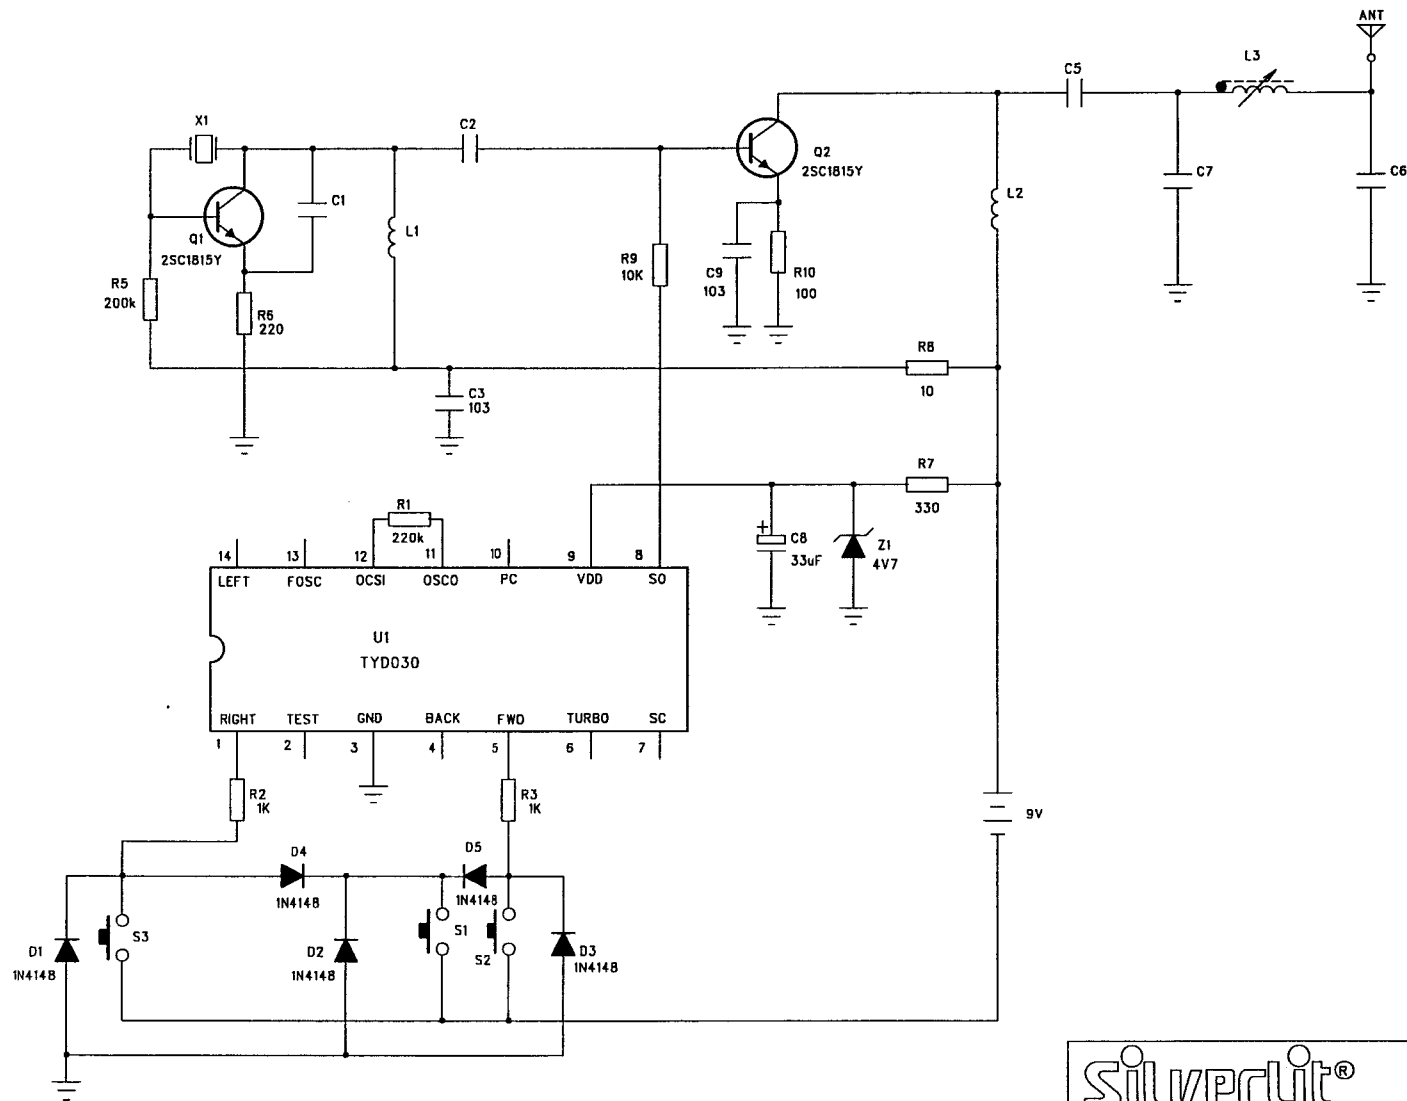 ANT
L3
C5
X1
C2
Q2
2SC1815Y
C7
C6
L2
C1
Q1
2SC1815Y
L1
R9
10K
C9
103
R10
100
R5
200k
R6
220
R8
10
C3
103
R7
330
R1
220k
+
C8
33uF
Z1
4V7
14 13 12 11 10 9 8
LEFT FOSC OCSI OSCO PC VDD SO
U1
TYD030
RIGHT TEST GND BACK FWD TURBO SC
1 2 3 4 5 6 7
R2
1K
R3
1K
9V
D4
1N4148
D5
1N4148
S3
S1
S2
D1
1N4148
D2
1N4148
D3
1N4148
Silverlit®